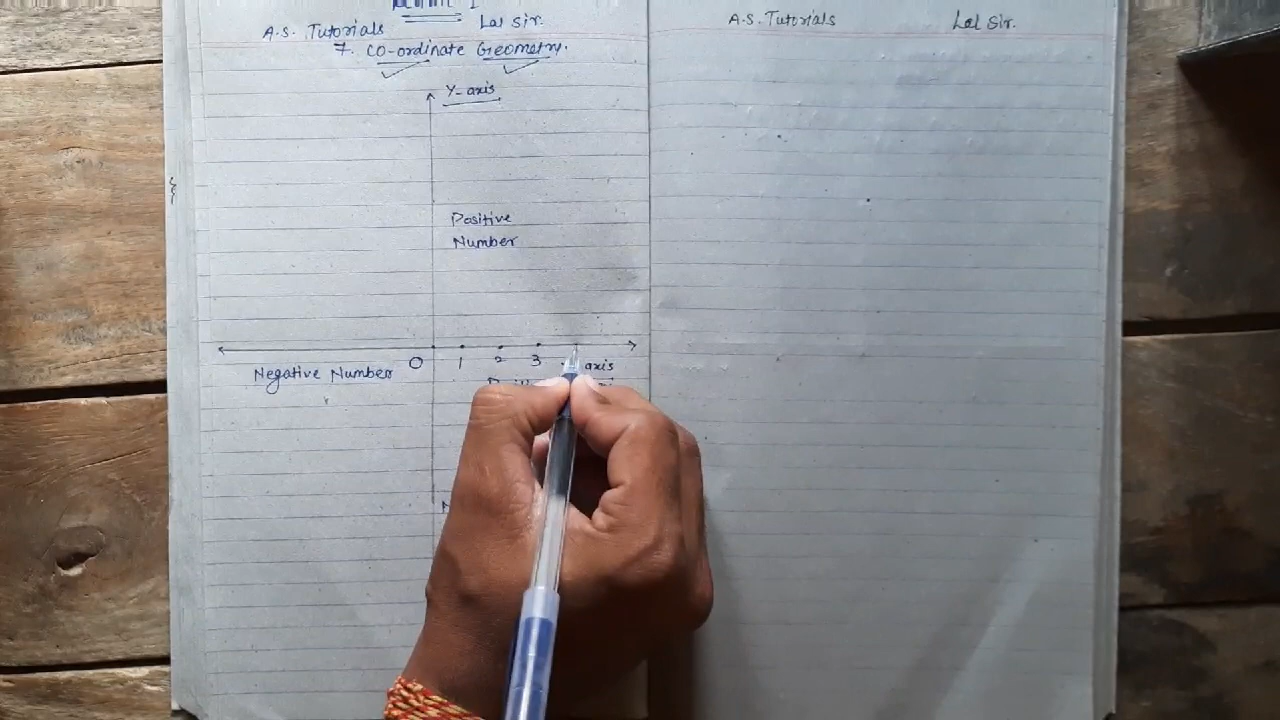 A.S. Tutorials Lal Sir.
7. Co-ordinate Geometry.
Y-axis
Positive
Number
0 1 2 3
axis
Negative Number
A.S. Tutorials Lal Sir.